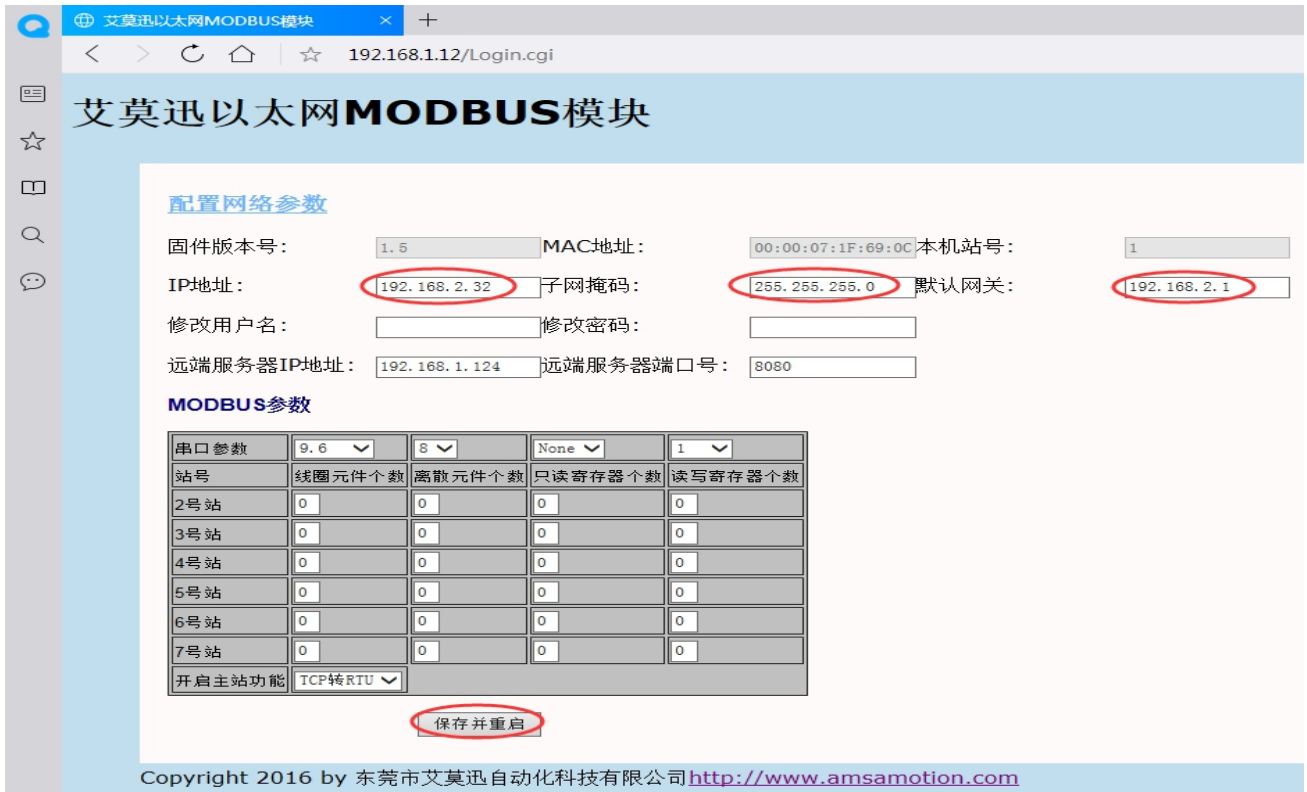 艾莫迅以太网MODBUS模块
192.168.1.12/Login.cgi
艾莫迅以太网MODBUS模块
配置网络参数
固件版本号: 1.5 MAC地址: 00:00:07:1F:69:0C 本机站号: 1
IP地址: 192.168.2.32 子网掩码: 255.255.255.0 默认网关: 192.168.2.1
修改用户名: 修改密码:
远端服务器IP地址: 192.168.1.124 远端服务器端口号: 8080
MODBUS参数
串口参数 9.6 8 None 1
站号 线圈元件个数 离散元件个数 只读寄存器个数 读写寄存器个数
2号站 0 0 0 0
3号站 0 0 0 0
4号站 0 0 0 0
5号站 0 0 0 0
6号站 0 0 0 0
7号站 0 0 0 0
开启主站功能 TCP转RTU
保存并重启
Copyright 2016 by 东莞市艾莫迅自动化科技有限公司http://www.amsamotion.com